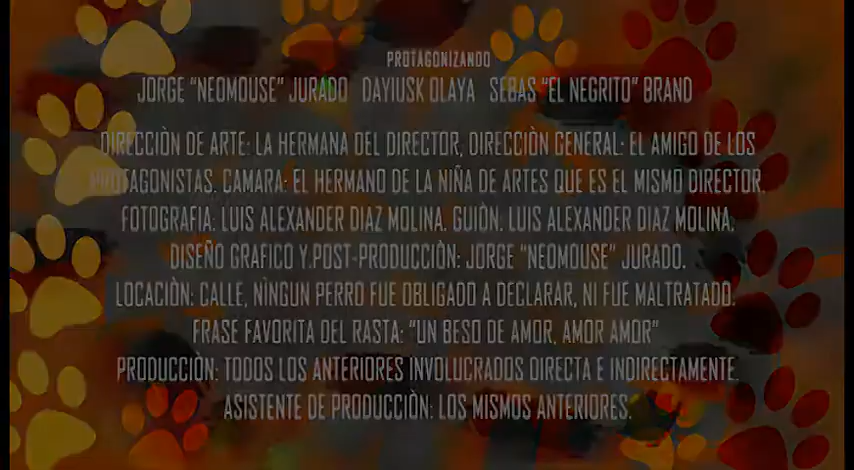 PROTAGONIZANDO
JORGE "NEOMOUSE" JURADO DAYIUSK OLAYA SEBAS "EL NEGRITO" BRAND
DIRECCIÒN DE ARTE: LA HERMANA DEL DIRECTOR, DIRECCIÒN GENERAL: EL AMIGO DE LOS
PROTAGONISTAS. CAMARA: EL HERMANO DE LA NIÑA DE ARTES QUE ES EL MISMO DIRECTOR.
FOTOGRAFIA: LUIS ALEXANDER DIAZ MOLINA. GUIÒN: LUIS ALEXANDER DIAZ MOLINA.
DISEÑO GRAFICO Y.POST-PRODUCCIÒN: JORGE "NEOMOUSE" JURADO.
LOCACIÒN: CALLE, NÌNGUN PERRO FUE OBLIGADO A DECLARAR, NI FUE MALTRATADO.
FRASE FAVORITA DEL RASTA: "UN BESO DE AMOR, AMOR AMOR"
PRODUCCIÒN: TODOS LOS ANTERIORES INVOLUCRADOS DIRECTA E INDIRECTAMENTE.
ASISTENTE DE PRODUCCIÒN: LOS MISMOS ANTERIORES.